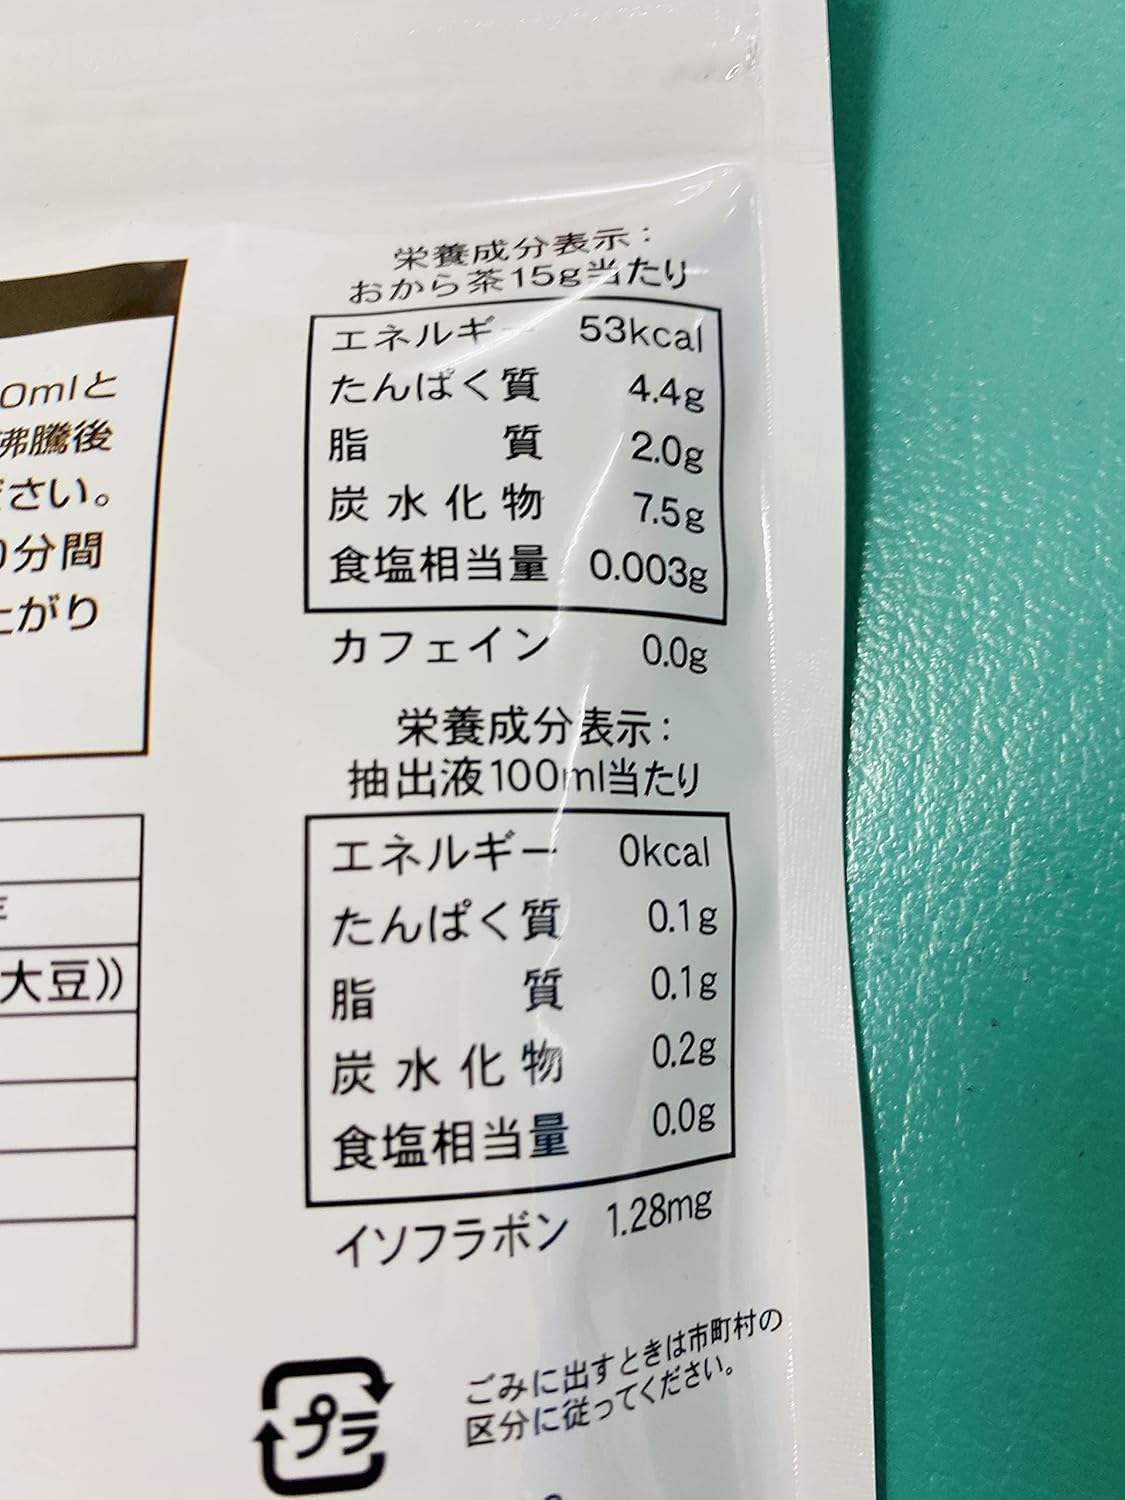 0mlと
沸騰後
ださい。
0分間
上がり
大豆))
栄養成分表示：
おから茶15g当たり
エネルギー 53kcal
たんぱく質 4.4g
脂質 2.0g
炭水化物 7.5g
食塩相当量 0.003g
カフェイン 0.0g
栄養成分表示：
抽出液100ml当たり
エネルギー 0kcal
たんぱく質 0.1g
脂質 0.1g
炭水化物 0.2g
食塩相当量 0.0g
イソフラボン 1.28mg
プラ
ごみに出すときは市町村の
区分に従ってください。